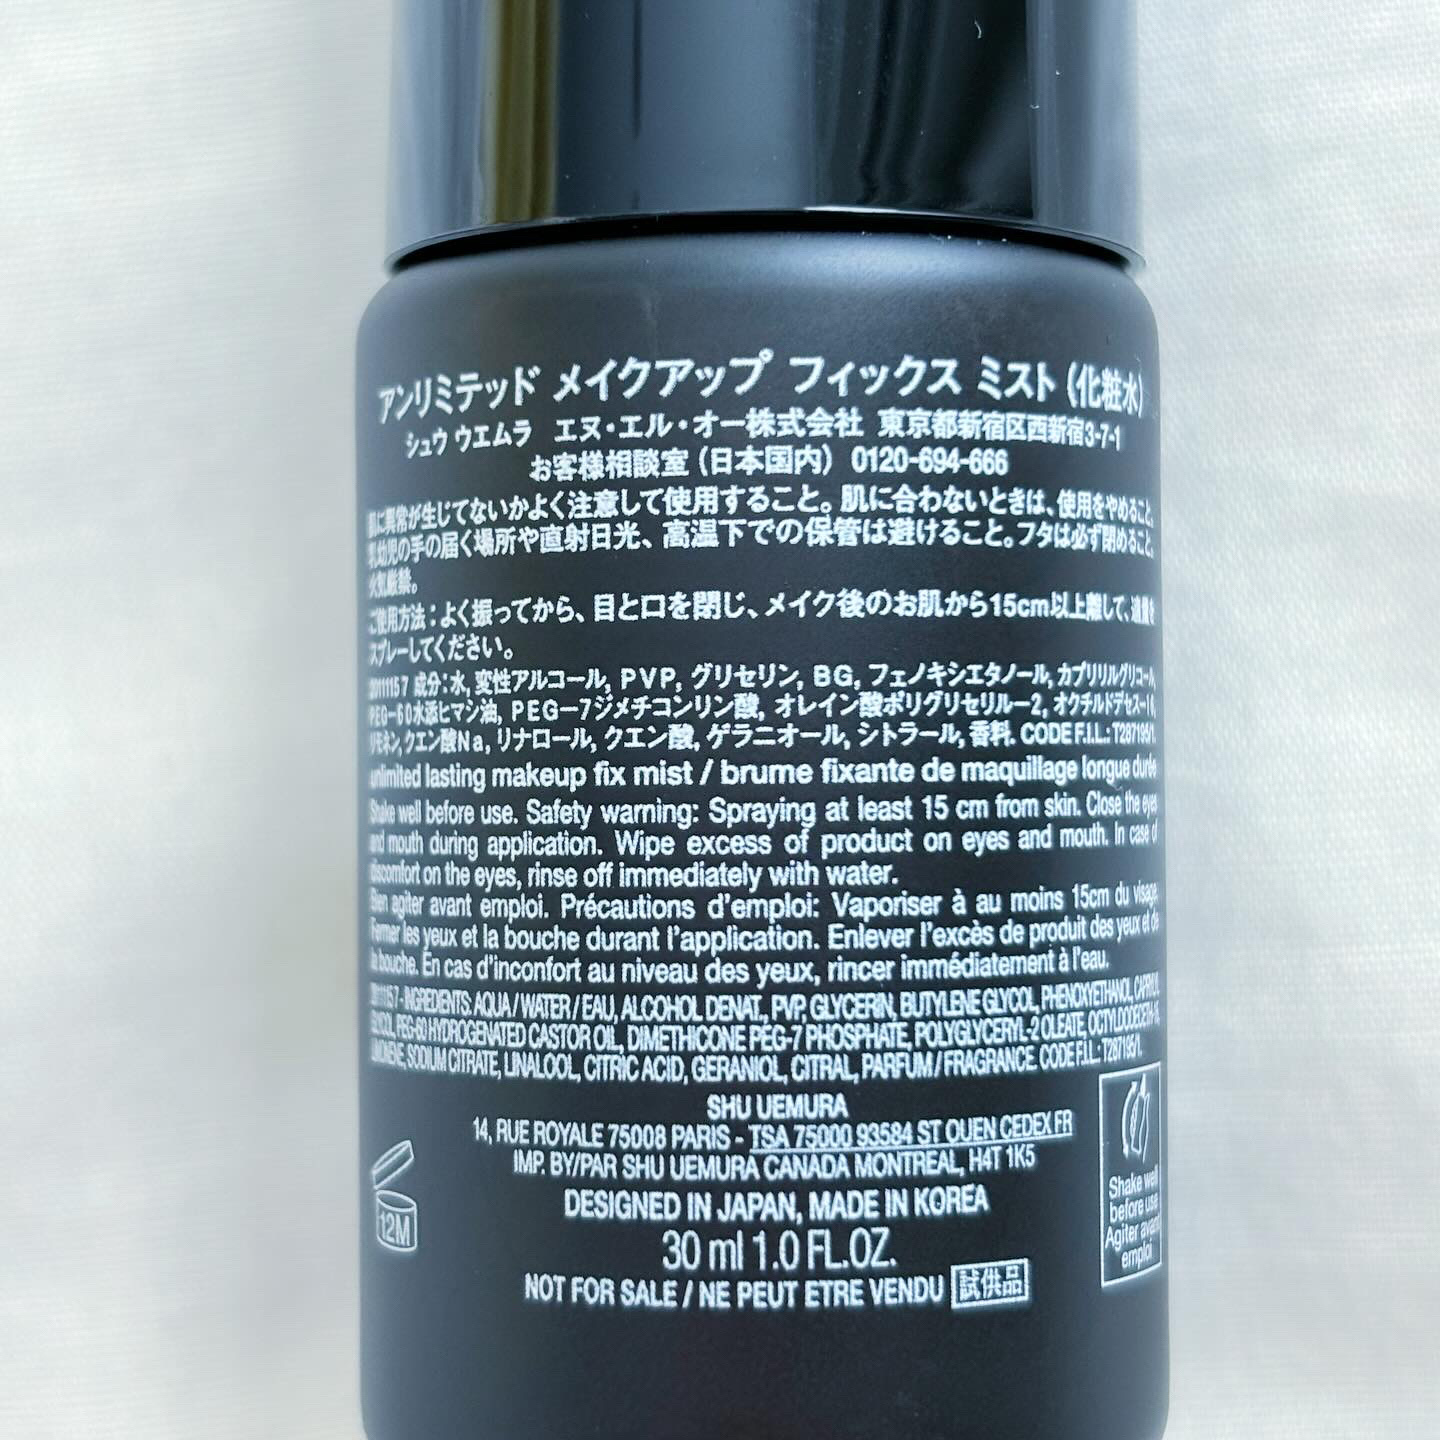 アンリミテッド メイクアップ フィックス ミスト (化粧水)
シュウ ウエムラ エヌ・エル・オー株式会社 東京都新宿区西新宿3-7-1
お客様相談室 (日本国内) 0120-694-666
肌に異常が生じてないかよく注意して使用すること。肌に合わないときは、使用をやめること。
乳幼児の手の届く場所や直射日光、高温下での保管は避けること。フタは必ず閉めること。
火気厳禁。
ご使用方法：よく振ってから、目と口を閉じ、メイク後のお肌から15cm以上離して、適量を
スプレーしてください。
2011157 成分：水, 変性アルコール, PVP, グリセリン, BG, フェノキシエタノール, カプリリルグリコール,
PEG-60水添ヒマシ油, PEG-7ジメチコンリン酸, オレイン酸ポリグリセリル-2, オクチルドデセス-16,
リモネン, クエン酸Na, リナロール, クエン酸, ゲラニオール, シトラール, 香料. CODE F.I.L.: T287195/1.
unlimited lasting makeup fix mist / brume fixante de maquillage longue durée
Shake well before use. Safety warning: Spraying at least 15 cm from skin. Close the eyes
and mouth during application. Wipe excess of product on eyes and mouth. In case of
discomfort on the eyes, rinse off immediately with water.
Bien agiter avant emploi. Précautions d'emploi: Vaporiser à au moins 15cm du visage.
Fermer les yeux et la bouche durant l'application. Enlever l'excès de produit des yeux et de
la bouche. En cas d'inconfort au niveau des yeux, rincer immédiatement à l'eau.
2011157 - INGREDIENTS: AQUA / WATER / EAU, ALCOHOL DENAT., PVP, GLYCERIN, BUTYLENE GLYCOL, PHENOXYETHANOL, CAPRYLYL
GLYCOL, PEG-60 HYDROGENATED CASTOR OIL, DIMETHICONE PEG-7 PHOSPHATE, POLYGLYCERYL-2 OLEATE, OCTYLDODECETH-16,
LIMONENE, SODIUM CITRATE, LINALOOL, CITRIC ACID, GERANIOL, CITRAL, PARFUM / FRAGRANCE. CODE F.I.L.: T287195/1.
SHU UEMURA
14, RUE ROYALE 75008 PARIS - TSA 75000 93584 ST OUEN CEDEX FR
IMP. BY/PAR SHU UEMURA CANADA MONTREAL, H4T 1K5
DESIGNED IN JAPAN, MADE IN KOREA
30 ml 1.0 FL.OZ.
NOT FOR SALE / NE PEUT ETRE VENDU 試供品
12M
Shake well
before use
Agiter avant
emploi